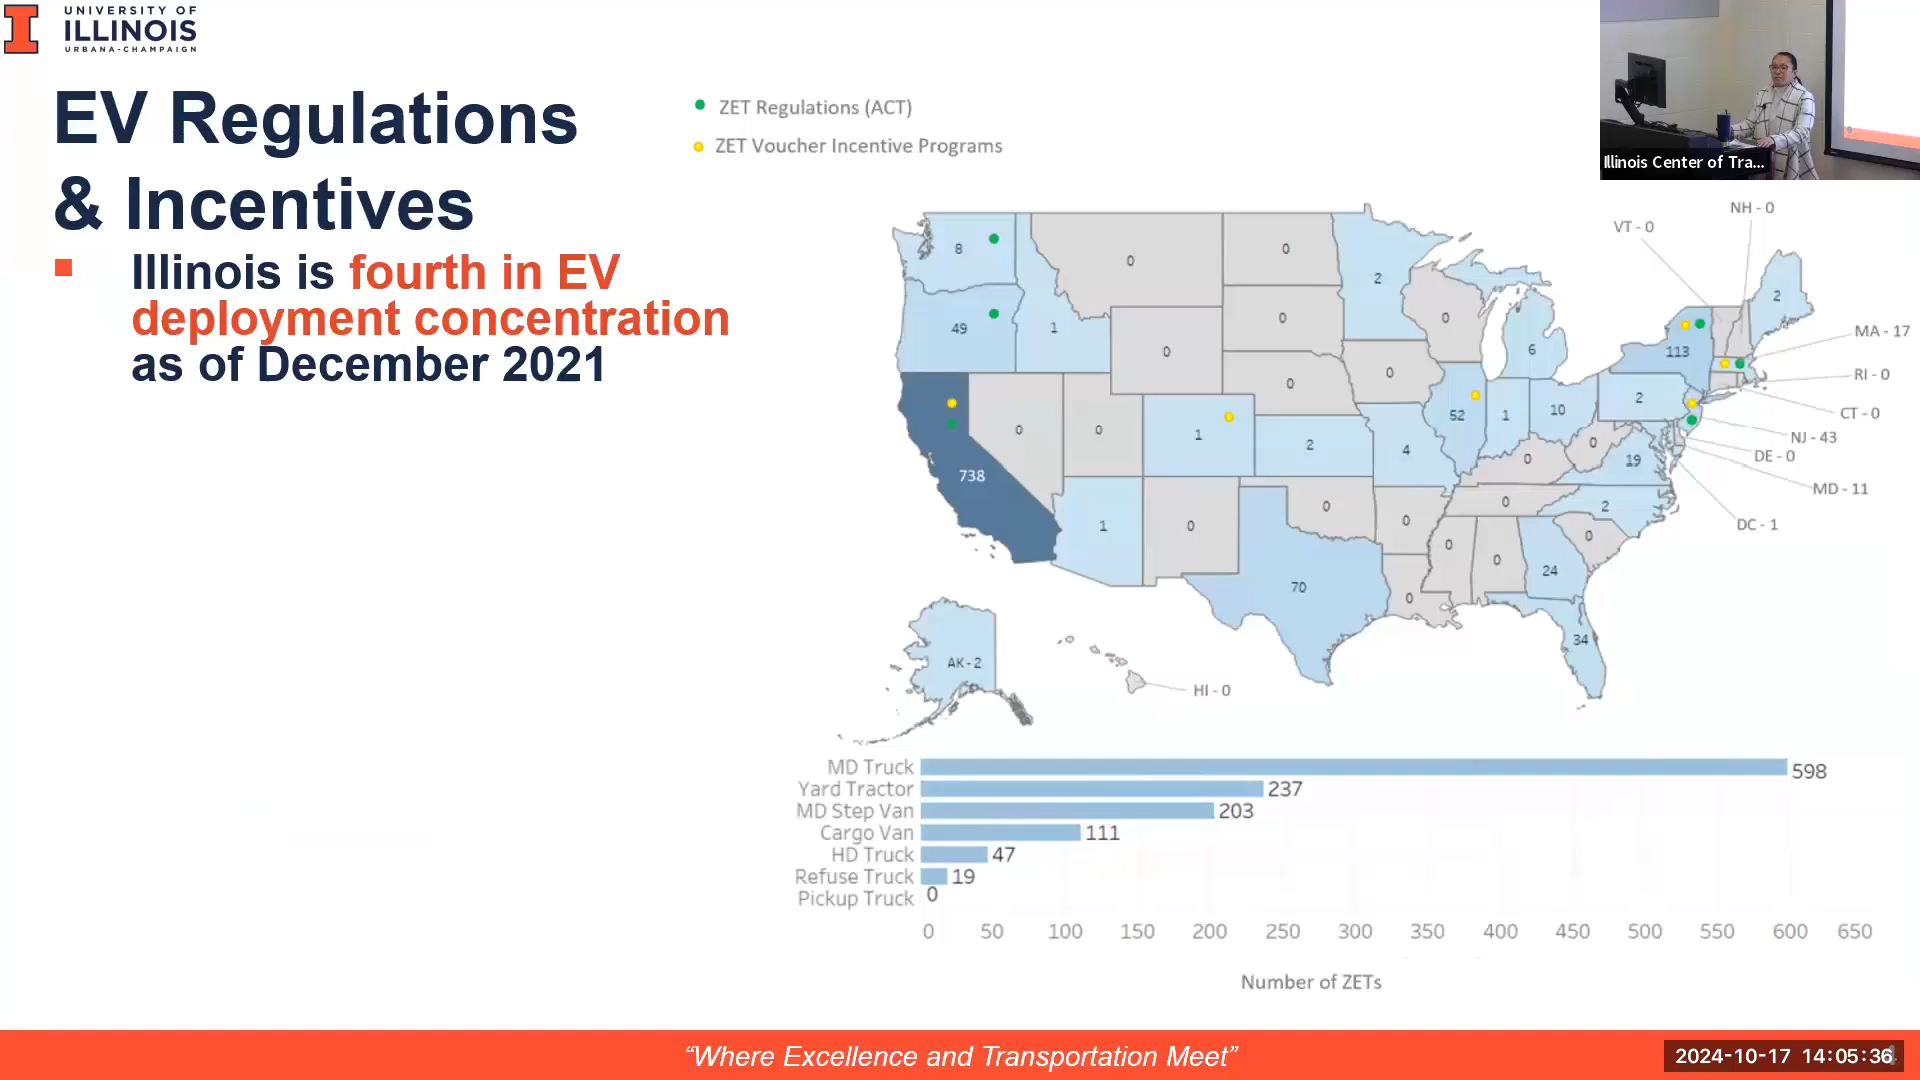 UNIVERSITY OF
ILLINOIS
URBANA-CHAMPAIGN
EV Regulations
& Incentives
Illinois is fourth in EV
deployment concentration
as of December 2021
ZET Regulations (ACT)
ZET Voucher Incentive Programs
Illinois Center of Tra...
NH - 0
VT - 0
8
0
0
2
2
49
1
0
0
0
6
113
MA - 17
RI - 0
CT - 0
NJ - 43
DE - 0
MD - 11
DC - 1
0
0
0
738
0
0
1
2
4
52
1
10
2
0
0
19
1
0
0
0
0
2
0
0
0
24
70
0
34
AK - 2
HI - 0
MD Truck 598
Yard Tractor 237
MD Step Van 203
Cargo Van 111
HD Truck 47
Refuse Truck 19
Pickup Truck 0
0 50 100 150 200 250 300 350 400 450 500 550 600 650
Number of ZETs
“Where Excellence and Transportation Meet”
2024-10-17 14:05:36